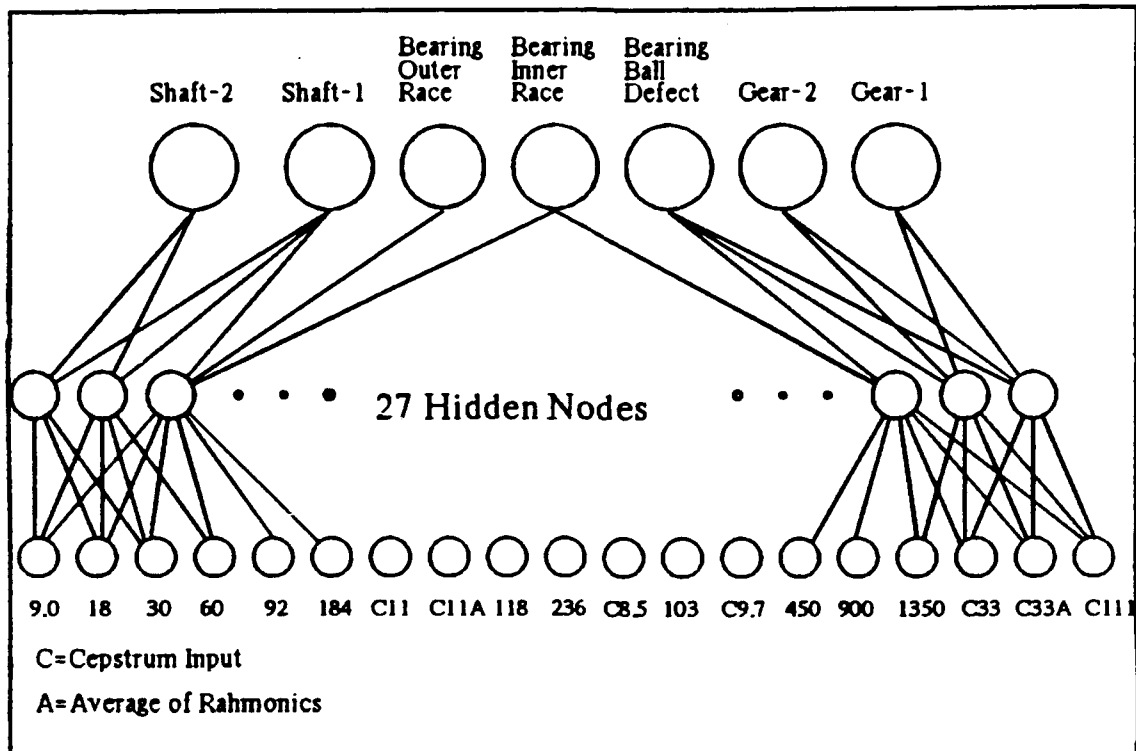 Shaft-2 Shaft-1 Bearing Outer Race Bearing Inner Race Bearing Ball Defect Gear-2 Gear-1
27 Hidden Nodes
9.0 18 30 60 92 184 C11 C11A 118 236 C8.5 103 C9.7 450 900 1350 C33 C33A C111
C=Cepstrum Input
A=Average of Rahmonics